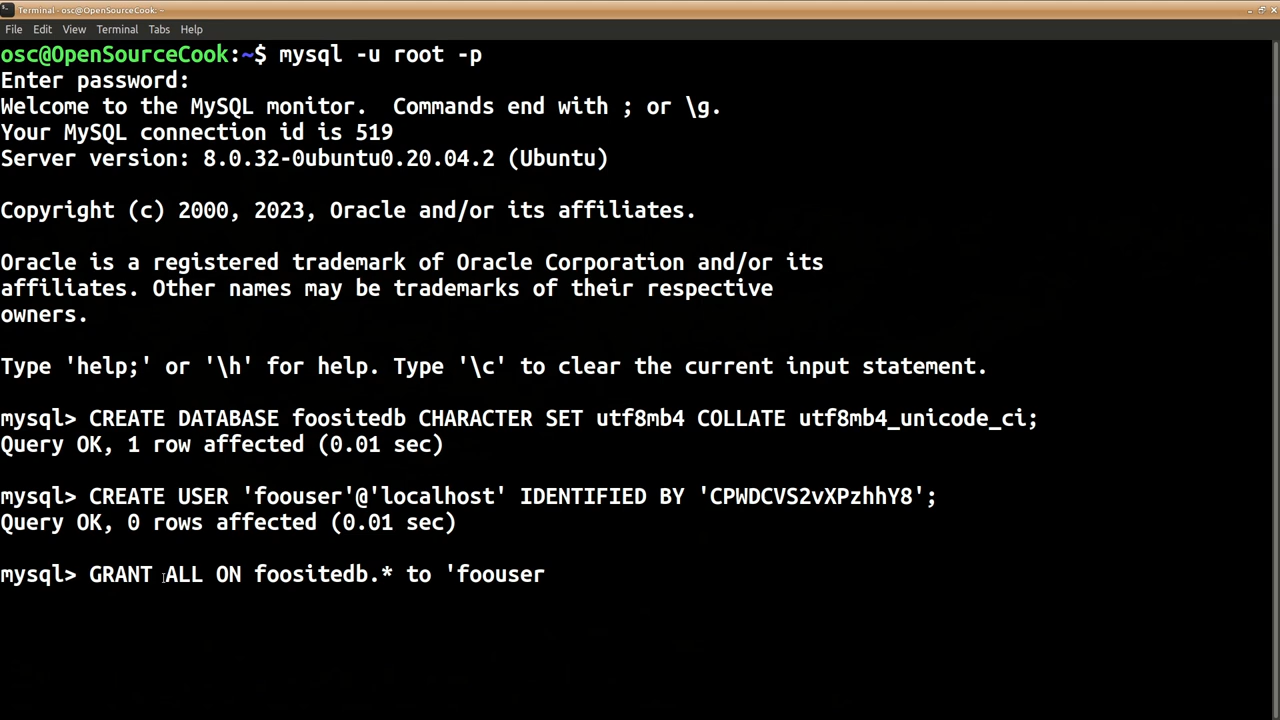 Terminal - osc@OpenSourceCook: ~
File Edit View Terminal Tabs Help
osc@OpenSourceCook:~$ mysql -u root -p
Enter password:
Welcome to the MySQL monitor.  Commands end with ; or \g.
Your MySQL connection id is 519
Server version: 8.0.32-0ubuntu0.20.04.2 (Ubuntu)
Copyright (c) 2000, 2023, Oracle and/or its affiliates.
Oracle is a registered trademark of Oracle Corporation and/or its
affiliates. Other names may be trademarks of their respective
owners.
Type 'help;' or '\h' for help. Type '\c' to clear the current input statement.
mysql> CREATE DATABASE foositedb CHARACTER SET utf8mb4 COLLATE utf8mb4_unicode_ci;
Query OK, 1 row affected (0.01 sec)
mysql> CREATE USER 'foouser'@'localhost' IDENTIFIED BY 'CPWDCVS2vXPzhhY8';
Query OK, 0 rows affected (0.01 sec)
mysql> GRANT ALL ON foositedb.* to 'foouser